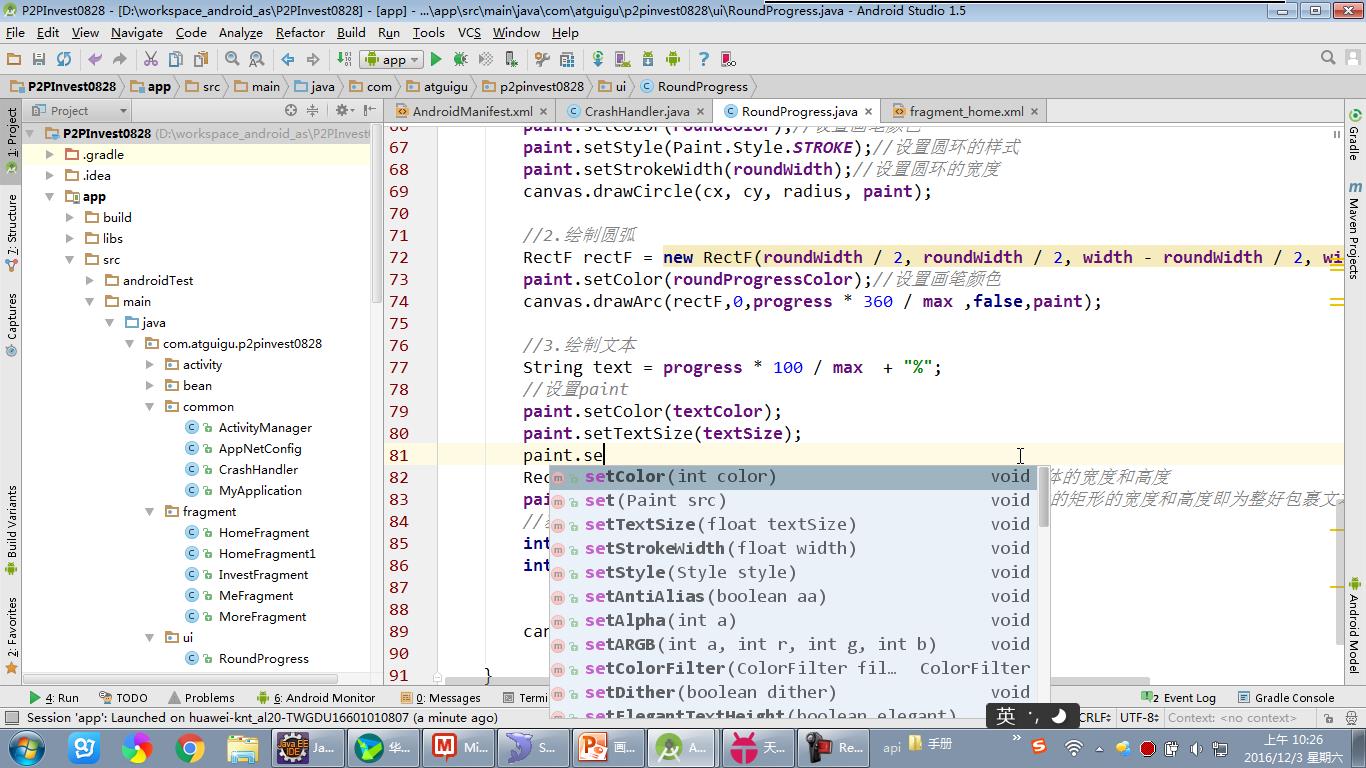 P2PInvest0828 - [D:\workspace_android_as\P2PInvest0828] - [app] - ...\app\src\main\java\com\atguigu\p2pinvest0828\ui\RoundProgress.java - Android Studio 1.5
File Edit View Navigate Code Analyze Refactor Build Run Tools VCS Window Help
app
P2PInvest0828 app src main java com atguigu p2pinvest0828 ui RoundProgress
Project AndroidManifest.xml CrashHandler.java RoundProgress.java fragment_home.xml
1: Project
7: Structure
Captures
Build Variants
2: Favorites
P2PInvest0828 (D:\workspace_android_as\P2PInvest
.gradle
.idea
app
build
libs
src
androidTest
main
java
com.atguigu.p2pinvest0828
activity
bean
common
ActivityManager
AppNetConfig
CrashHandler
MyApplication
fragment
HomeFragment
HomeFragment1
InvestFragment
MeFragment
MoreFragment
ui
RoundProgress
66 paint.setColor(roundColor);//设置画笔颜色
67 paint.setStyle(Paint.Style.STROKE);//设置圆环的样式
68 paint.setStrokeWidth(roundWidth);//设置圆环的宽度
69 canvas.drawCircle(cx, cy, radius, paint);
70
71 //2.绘制圆弧
72 RectF rectF = new RectF(roundWidth / 2, roundWidth / 2, width - roundWidth / 2, wi
73 paint.setColor(roundProgressColor);//设置画笔颜色
74 canvas.drawArc(rectF,0,progress * 360 / max ,false,paint);
75
76 //3.绘制文本
77 String text = progress * 100 / max  + "%";
78 //设置paint
79 paint.setColor(textColor);
80 paint.setTextSize(textSize);
81 paint.se
82 Rec 体的宽度和高度
83 pai 的矩形的宽度和高度即为整好包裹文
84 //
85 int
86 int
87
88
89 can
90
91 }
setColor(int color) void
set(Paint src) void
setTextSize(float textSize) void
setStrokeWidth(float width) void
setStyle(Style style) void
setAntiAlias(boolean aa) void
setAlpha(int a) void
setARGB(int a, int r, int g, int b) void
setColorFilter(ColorFilter fil… ColorFilter
setDither(boolean dither) void
setElegantTextHeight(boolean elegant) void
Gradle
Maven Projects
Android Model
4: Run TODO Problems 6: Android Monitor 0: Messages Termi 2 Event Log Gradle Console
Session 'app': Launched on huawei-knt_al20-TWGDU16601010807 (a minute ago) CRLF÷ UTF-8÷ Context: <no context>
英
Ja... 华... Mi... S... 画... A... 天... Re... api 手册
上午 10:26
2016/12/3 星期六